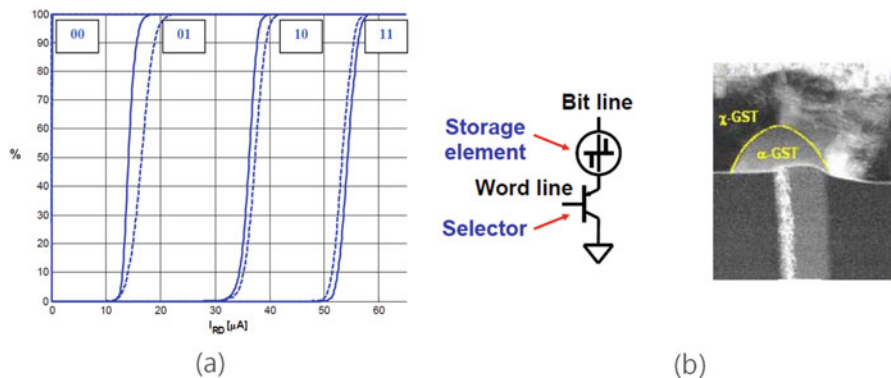 100
90
80
70
60
50
40
30
20
10
0
%
00 01 10 11
0 10 20 30 40 50 60
I_RD [μA]
(a)
Bit line
Storage
element
Word line
Selector
χ-GST
α-GST
(b)